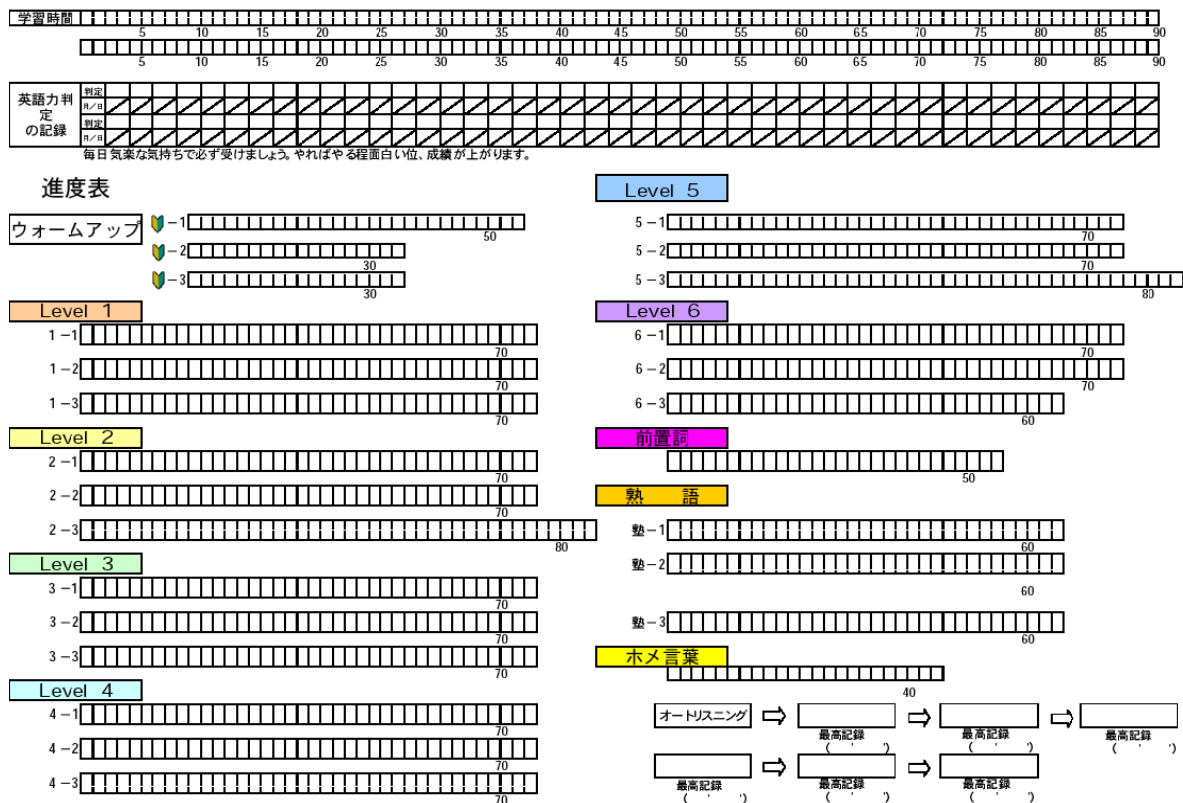 学習時間
5 10 15 20 25 30 35 40 45 50 55 60 65 70 75 80 85 90
5 10 15 20 25 30 35 40 45 50 55 60 65 70 75 80 85 90
英語力判定の記録
判定
月/日
判定
月/日
毎日気楽な気持ちで必ず受けましょう。やればやる程面白い位、成績が上がります。
進度表
ウォームアップ
-1
50
-2
30
-3
30
Level 1
1-1
70
1-2
70
1-3
70
Level 2
2-1
70
2-2
70
2-3
80
Level 3
3-1
70
3-2
70
3-3
70
Level 4
4-1
70
4-2
70
4-3
70
Level 5
5-1
70
5-2
70
5-3
80
Level 6
6-1
70
6-2
70
6-3
60
前置詞
50
熟 語
塾-1
60
塾-2
60
塾-3
60
ホメ言葉
40
オートリスニング ⇨ ⇨ ⇨
最高記録 最高記録 最高記録
( ' ') ( ' ') ( ' ')
⇨ ⇨
最高記録 最高記録 最高記録
( ' ') ( ' ') ( ' ')